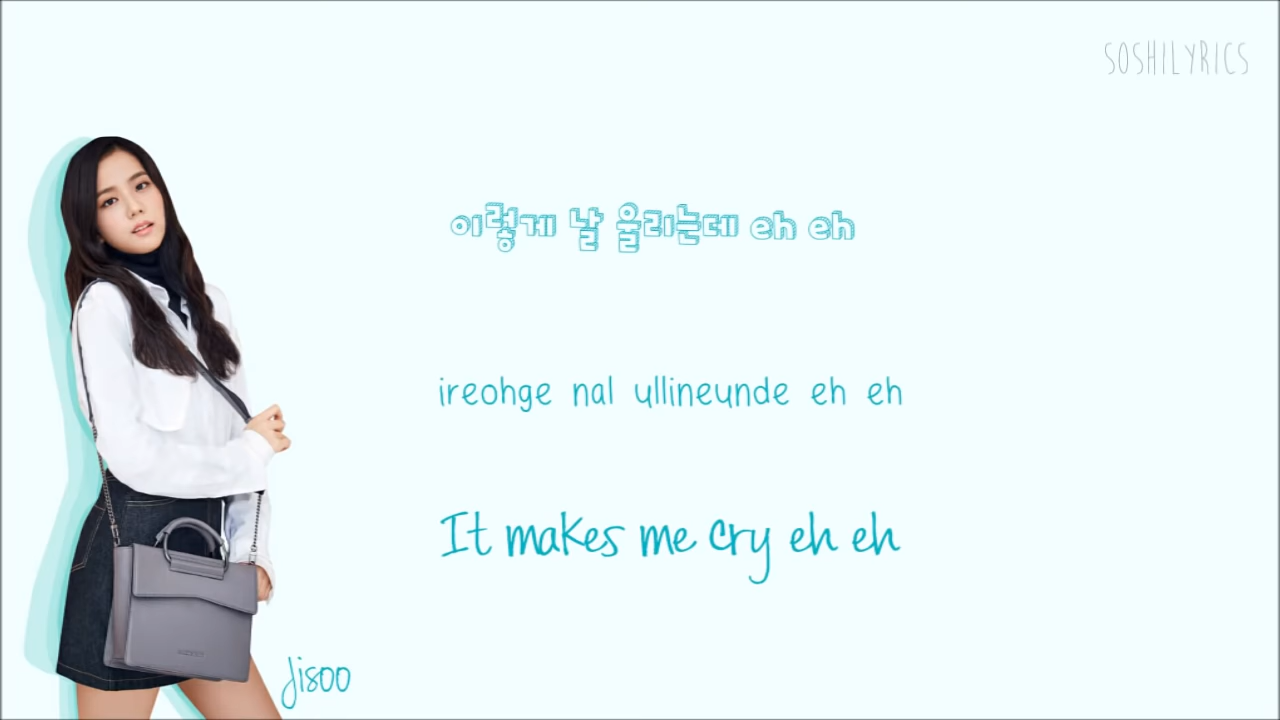 SOSHILYRICS
이렇게 날 울리는데 eh eh
ireohge nal ullineunde eh eh
It makes me cry eh eh
Jisoo